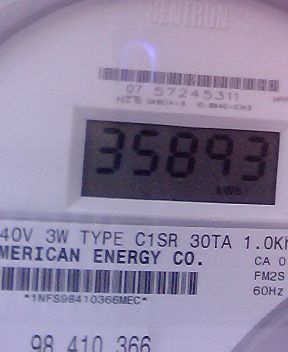 CENTRON
07 57245311
35893
kWh
40V 3W TYPE C1SR 30TA 1.0Kh
MERICAN ENERGY CO.
CA 0
FM2S
*1NFS98410366MEC*
60Hz
98 410 366